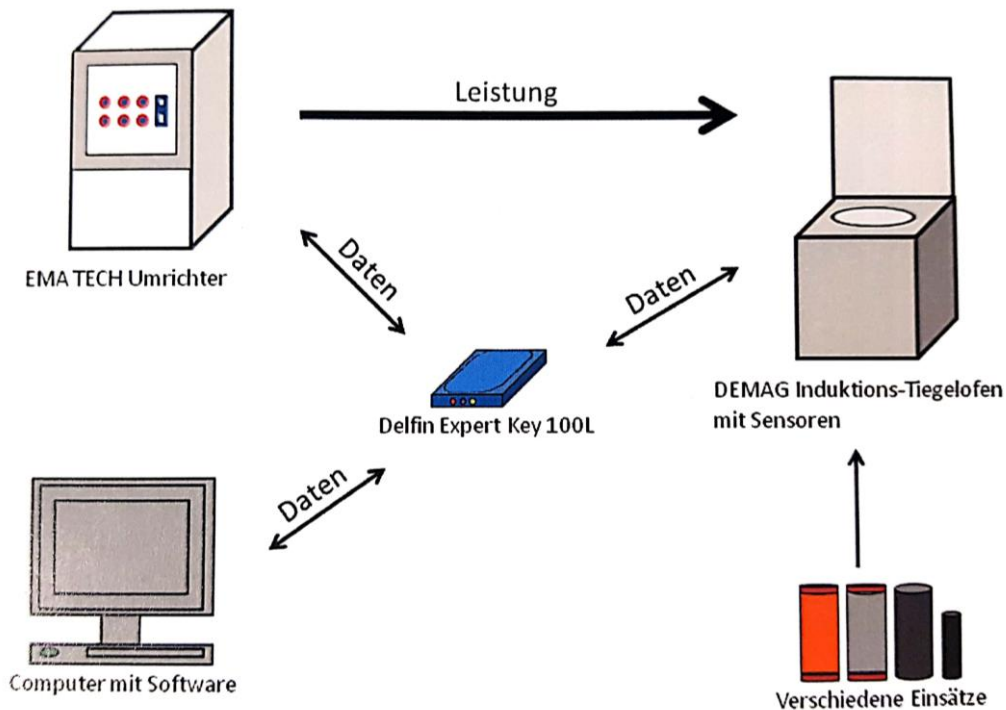 Leistung
EMA TECH Umrichter
Daten
Daten
DEMAG Induktions-Tiegelofen
mit Sensoren
Delfin Expert Key 100L
Daten
Computer mit Software
Verschiedene Einsätze